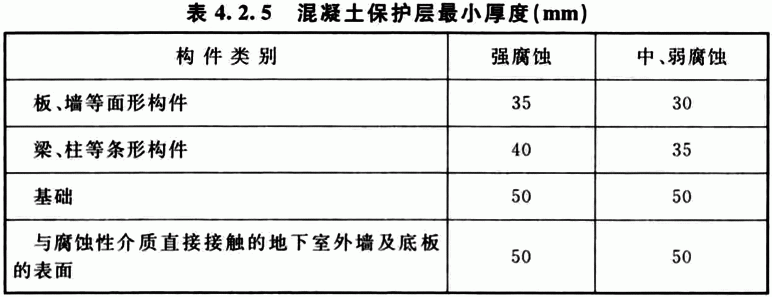 表 4.2.5 混凝土保护层最小厚度(mm)
构件类别 强腐蚀 中、弱腐蚀
板、墙等面形构件 35 30
梁、柱等条形构件 40 35
基础 50 50
与腐蚀性介质直接接触的地下室外墙及底板
的表面 50 50